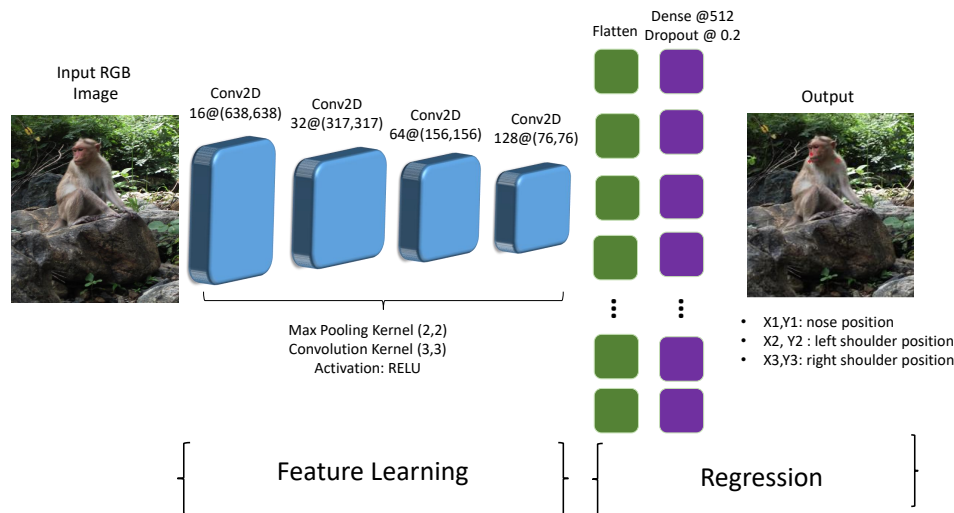 Input RGB
Image
Conv2D
16@(638,638)
Conv2D
32@(317,317)
Conv2D
64@(156,156)
Conv2D
128@(76,76)
Max Pooling Kernel (2,2)
Convolution Kernel (3,3)
Activation: RELU
Feature Learning
Flatten
Dense @512
Dropout @ 0.2
Output
• X1,Y1: nose position
• X2, Y2 : left shoulder position
• X3,Y3: right shoulder position
Regression